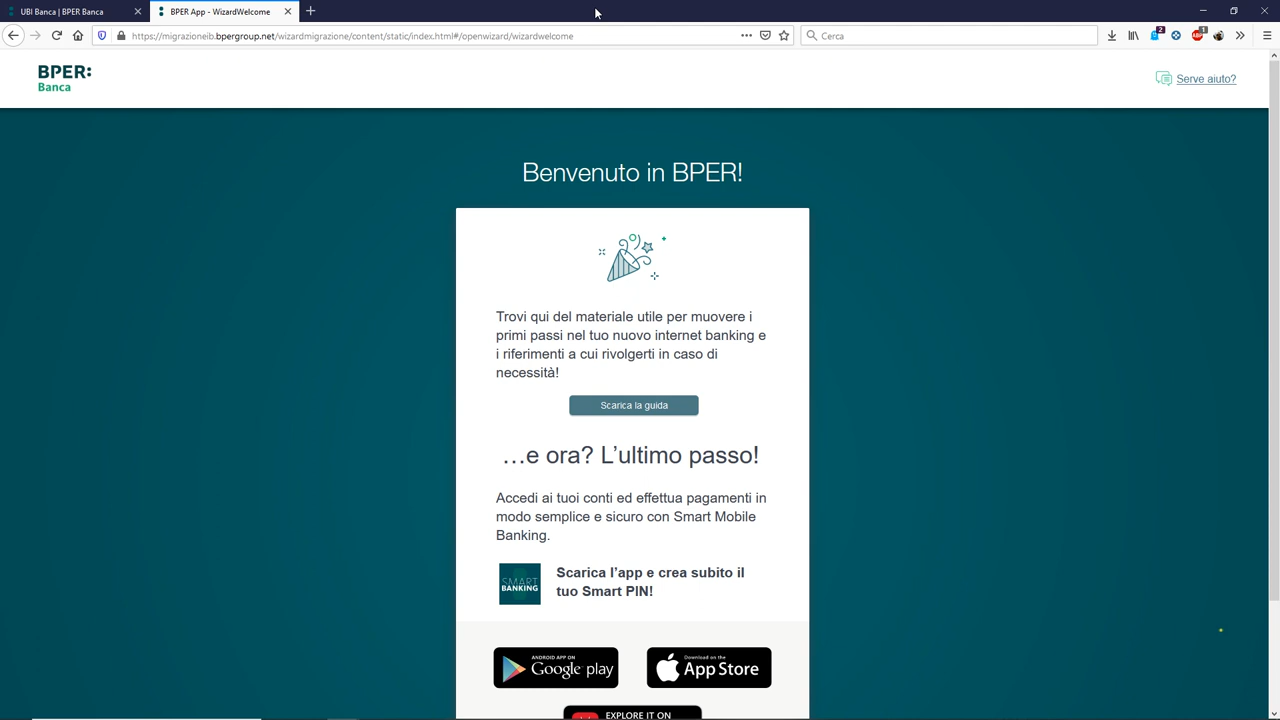 UBI Banca | BPER Banca
BPER App - WizardWelcome
https://migrazioneib.bpergroup.net/wizardmigrazione/content/static/index.html#/openwizard/wizardwelcome
Cerca
2
1
BPER:
Banca
Serve aiuto?
Benvenuto in BPER!
Trovi qui del materiale utile per muovere i
primi passi nel tuo nuovo internet banking e
i riferimenti a cui rivolgerti in caso di
necessità!
Scarica la guida
…e ora? L'ultimo passo!
Accedi ai tuoi conti ed effettua pagamenti in
modo semplice e sicuro con Smart Mobile
Banking.
SMART
BANKING
Scarica l'app e crea subito il
tuo Smart PIN!
ANDROID APP ON
Google play
Download on the
App Store
EXPLORE IT ON